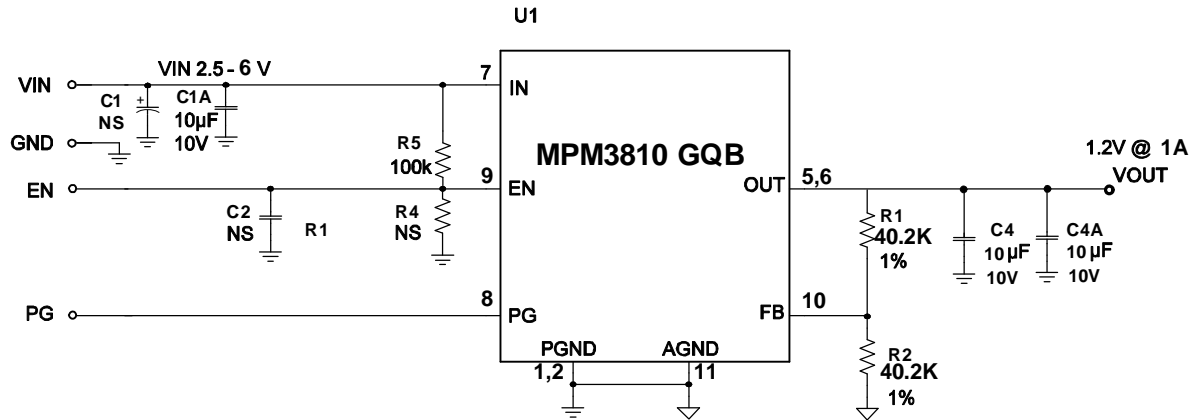 U1
VIN
VIN 2.5-6 V
7
IN
C1
NS
+
C1A
10µF
10V
GND
R5
100k
MPM3810 GQB
1.2V @ 1A
VOUT
EN
9
EN
OUT
5,6
C2
NS
R1
R4
NS
R1
40.2K
1%
C4
10µF
10V
C4A
10µF
10V
PG
8
PG
FB
10
PGND
1,2
AGND
11
R2
40.2K
1%